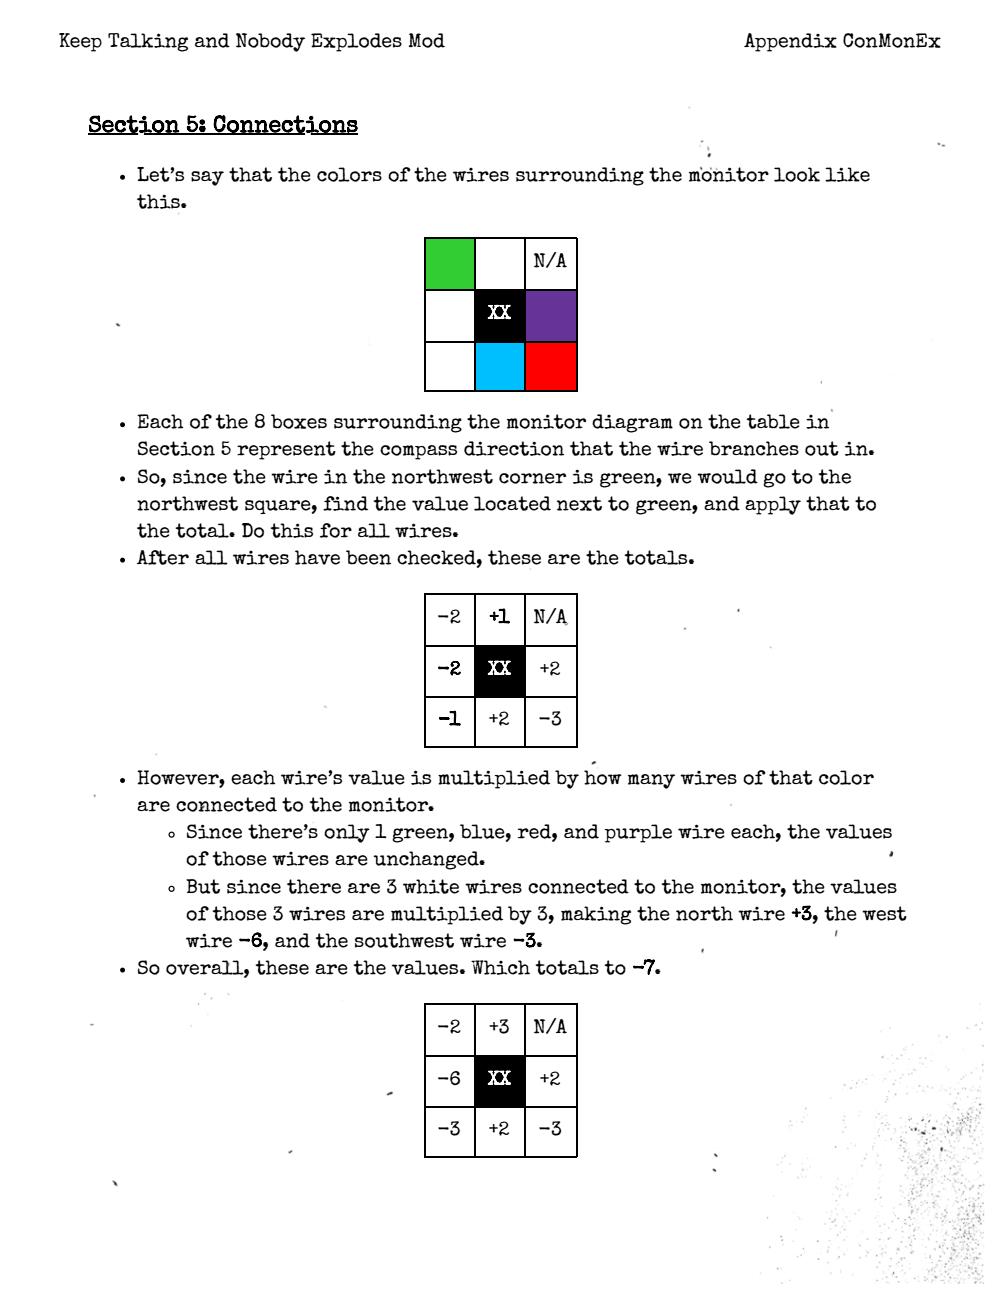 Keep Talking and Nobody Explodes Mod Appendix ConMonEx
Section 5: Connections
• Let's say that the colors of the wires surrounding the monitor look like
this.
N/A
XX
• Each of the 8 boxes surrounding the monitor diagram on the table in
Section 5 represent the compass direction that the wire branches out in.
• So, since the wire in the northwest corner is green, we would go to the
northwest square, find the value located next to green, and apply that to
the total. Do this for all wires.
• After all wires have been checked, these are the totals.
-2 +1 N/A
-2 XX +2
-1 +2 -3
• However, each wire's value is multiplied by how many wires of that color
are connected to the monitor.
◦ Since there's only 1 green, blue, red, and purple wire each, the values
of those wires are unchanged.
◦ But since there are 3 white wires connected to the monitor, the values
of those 3 wires are multiplied by 3, making the north wire +3, the west
wire -6, and the southwest wire -3.
• So overall, these are the values. Which totals to -7.
-2 +3 N/A
-6 XX +2
-3 +2 -3